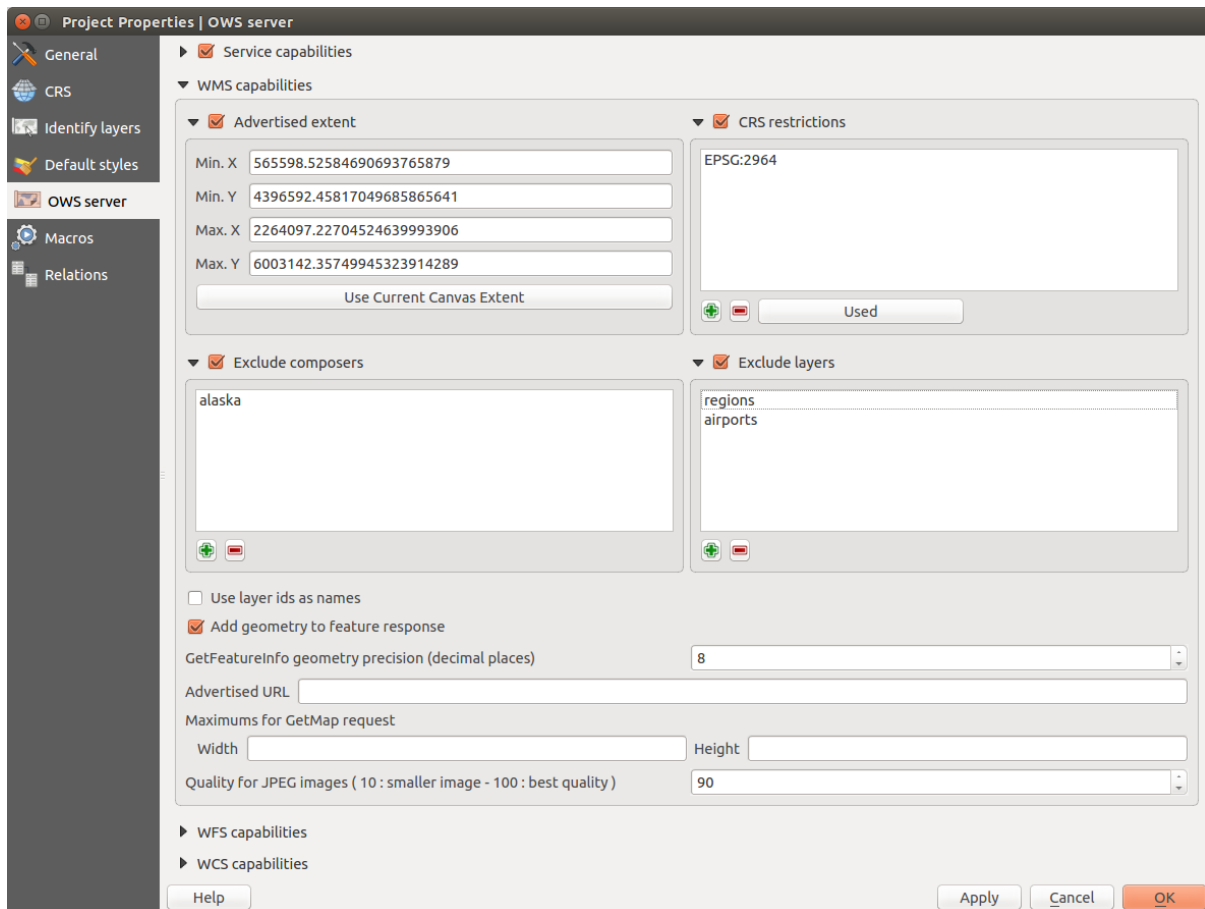 Project Properties | OWS server
General
CRS
Identify layers
Default styles
OWS server
Macros
Relations
Service capabilities
WMS capabilities
Advertised extent
Min. X 565598.52584690693765879
Min. Y 4396592.45817049685865641
Max. X 2264097.22704524639993906
Max. Y 6003142.35749945323914289
Use Current Canvas Extent
CRS restrictions
EPSG:2964
Used
Exclude composers
alaska
Exclude layers
regions
airports
Use layer ids as names
Add geometry to feature response
GetFeatureInfo geometry precision (decimal places) 8
Advertised URL
Maximums for GetMap request
Width Height
Quality for JPEG images ( 10 : smaller image - 100 : best quality ) 90
WFS capabilities
WCS capabilities
Help Apply Cancel OK